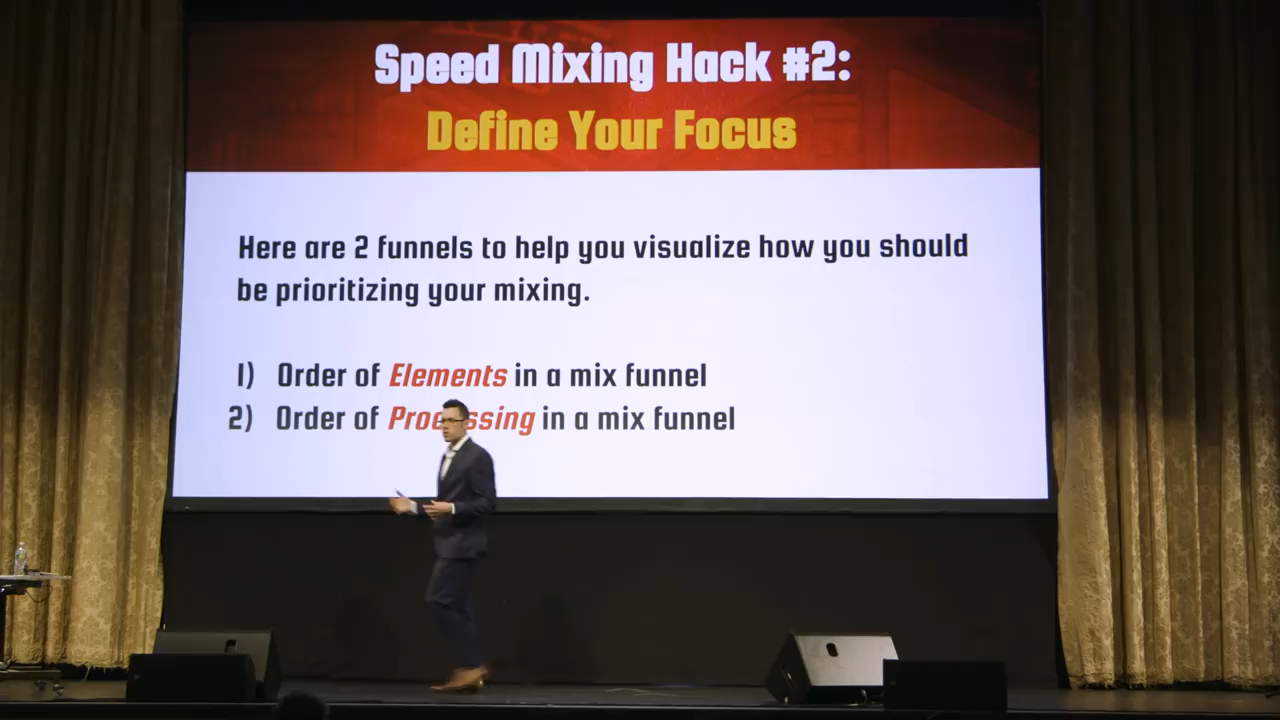 Speed Mixing Hack #2:
Define Your Focus
Here are 2 funnels to help you visualize how you should
be prioritizing your mixing.
1) Order of Elements in a mix funnel
2) Order of Processing in a mix funnel